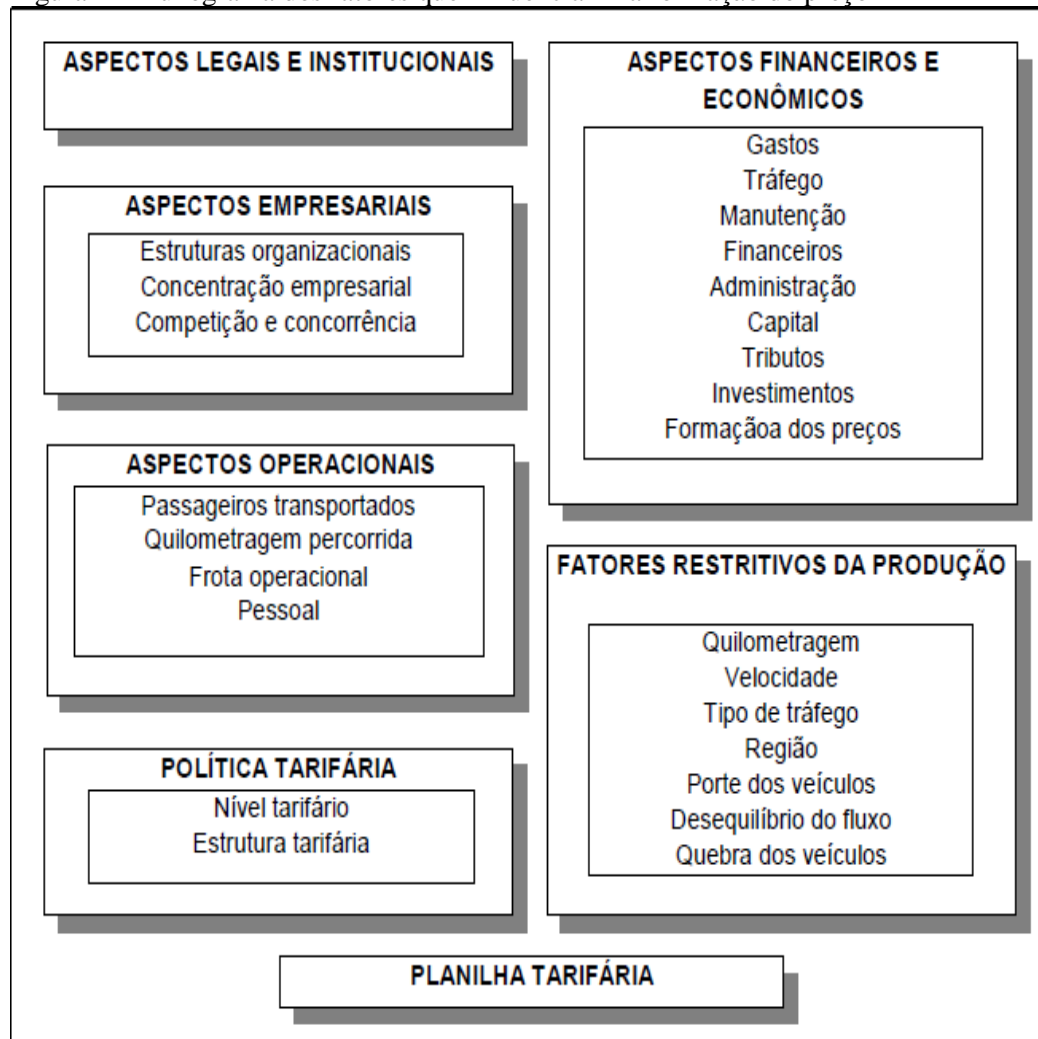 ASPECTOS LEGAIS E INSTITUCIONAIS
ASPECTOS EMPRESARIAIS
Estruturas organizacionais
Concentração empresarial
Competição e concorrência
ASPECTOS OPERACIONAIS
Passageiros transportados
Quilometragem percorrida
Frota operacional
Pessoal
POLÍTICA TARIFÁRIA
Nível tarifário
Estrutura tarifária
ASPECTOS FINANCEIROS E
ECONÔMICOS
Gastos
Tráfego
Manutenção
Financeiros
Administração
Capital
Tributos
Investimentos
Formaçãoa dos preços
FATORES RESTRITIVOS DA PRODUÇÃO
Quilometragem
Velocidade
Tipo de tráfego
Região
Porte dos veículos
Desequilíbrio do fluxo
Quebra dos veículos
PLANILHA TARIFÁRIA